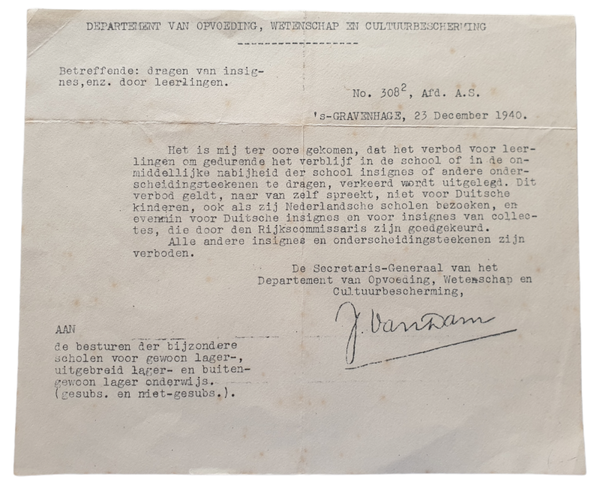 DEPARTEMENT VAN OPVOEDING, WETENSCHAP EN CULTUURBESCHERMING
-------------------
Betreffende: dragen van insig-
nes,enz. door leerlingen.
No. 308², Afd. A.S.
's-GRAVENHAGE, 23 December 1940.
Het is mij ter oore gekomen, dat het verbod voor leer-
lingen om gedurende het verblijf in de school of in de on-
middellijke nabijheid der school insignes of andere onder-
scheidingsteekenen te dragen, verkeerd wordt uitgelegd. Dit
verbod geldt, naar van zelf spreekt, niet voor Duitsche
kinderen, ook als zij Nederlandsche scholen bezoeken, en
evenmin voor Duitsche insignes en voor insignes van collec-
tes, die door den Rijkscommissaris zijn goedgekeurd.
Alle andere insignes en onderscheidingsteekenen zijn
verboden.
De Secretaris-Generaal van het
Departement van Opvoeding, Wetenschap en
Cultuurbescherming,
J. van Dam
AAN
de besturen der bijzondere
scholen voor gewoon lager-,
uitgebreid lager- en buiten-
gewoon lager onderwijs.
(gesubs. en niet-gesubs.).